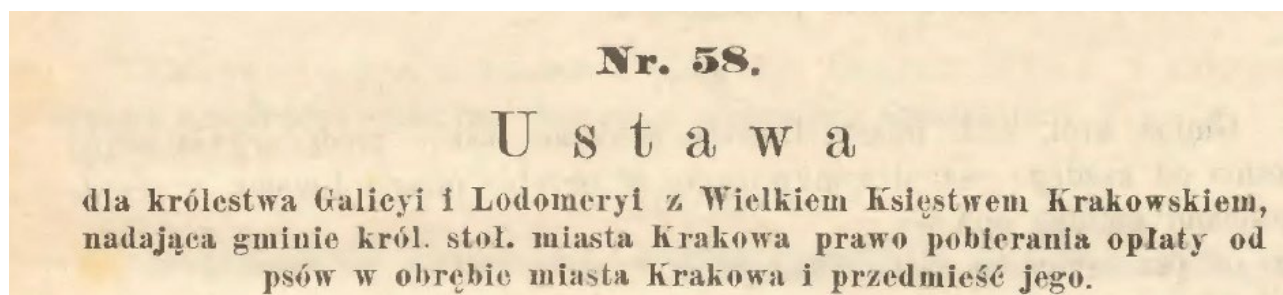 Nr. 58.
Ustawa
dla królestwa Galicyi i Lodomeryi z Wielkiem Księstwem Krakowskiem,
nadająca gminie król. stoł. miasta Krakowa prawo pobierania opłaty od
psów w obrębie miasta Krakowa i przedmieść jego.